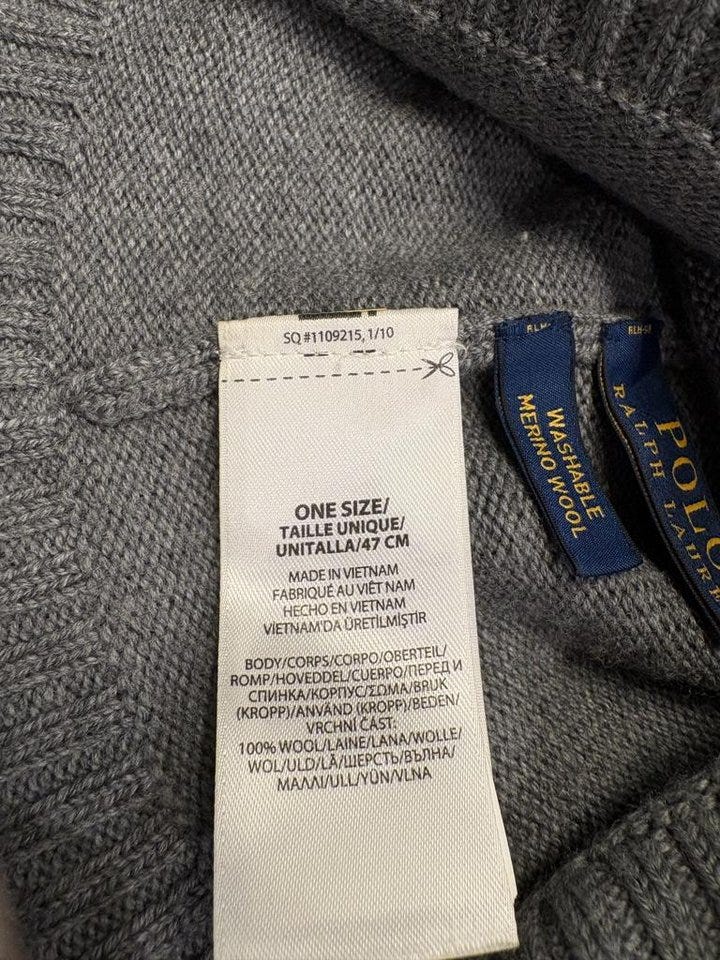 SQ #1109215, 1/10
ONE SIZE/
TAILLE UNIQUE/
UNITALLA/47 CM
MADE IN VIETNAM
FABRIQUÉ AU VIÊT NAM
HECHO EN VIETNAM
VIETNAM'DA ÜRETİLMİŞTİR
BODY/CORPS/CORPO/OBERTEIL/
ROMP/HOVEDDEL/CUERPO/ПЕРЕД И
СПИНКА/КОРПУС/ΣΩΜΑ/BRUK
(KROPP)/ANVÄND (KROPP)/BEDEN/
VRCHNÍ ČÁST:
100% WOOL/LAINE/LANA/WOLLE/
WOL/ULD/LÃ/ШЕРСТЬ/ВЪЛНА/
ΜΑΛΛΙ/ULL/YÜN/VLNA
WASHABLE
MERINO WOOL
POLO
RALPH